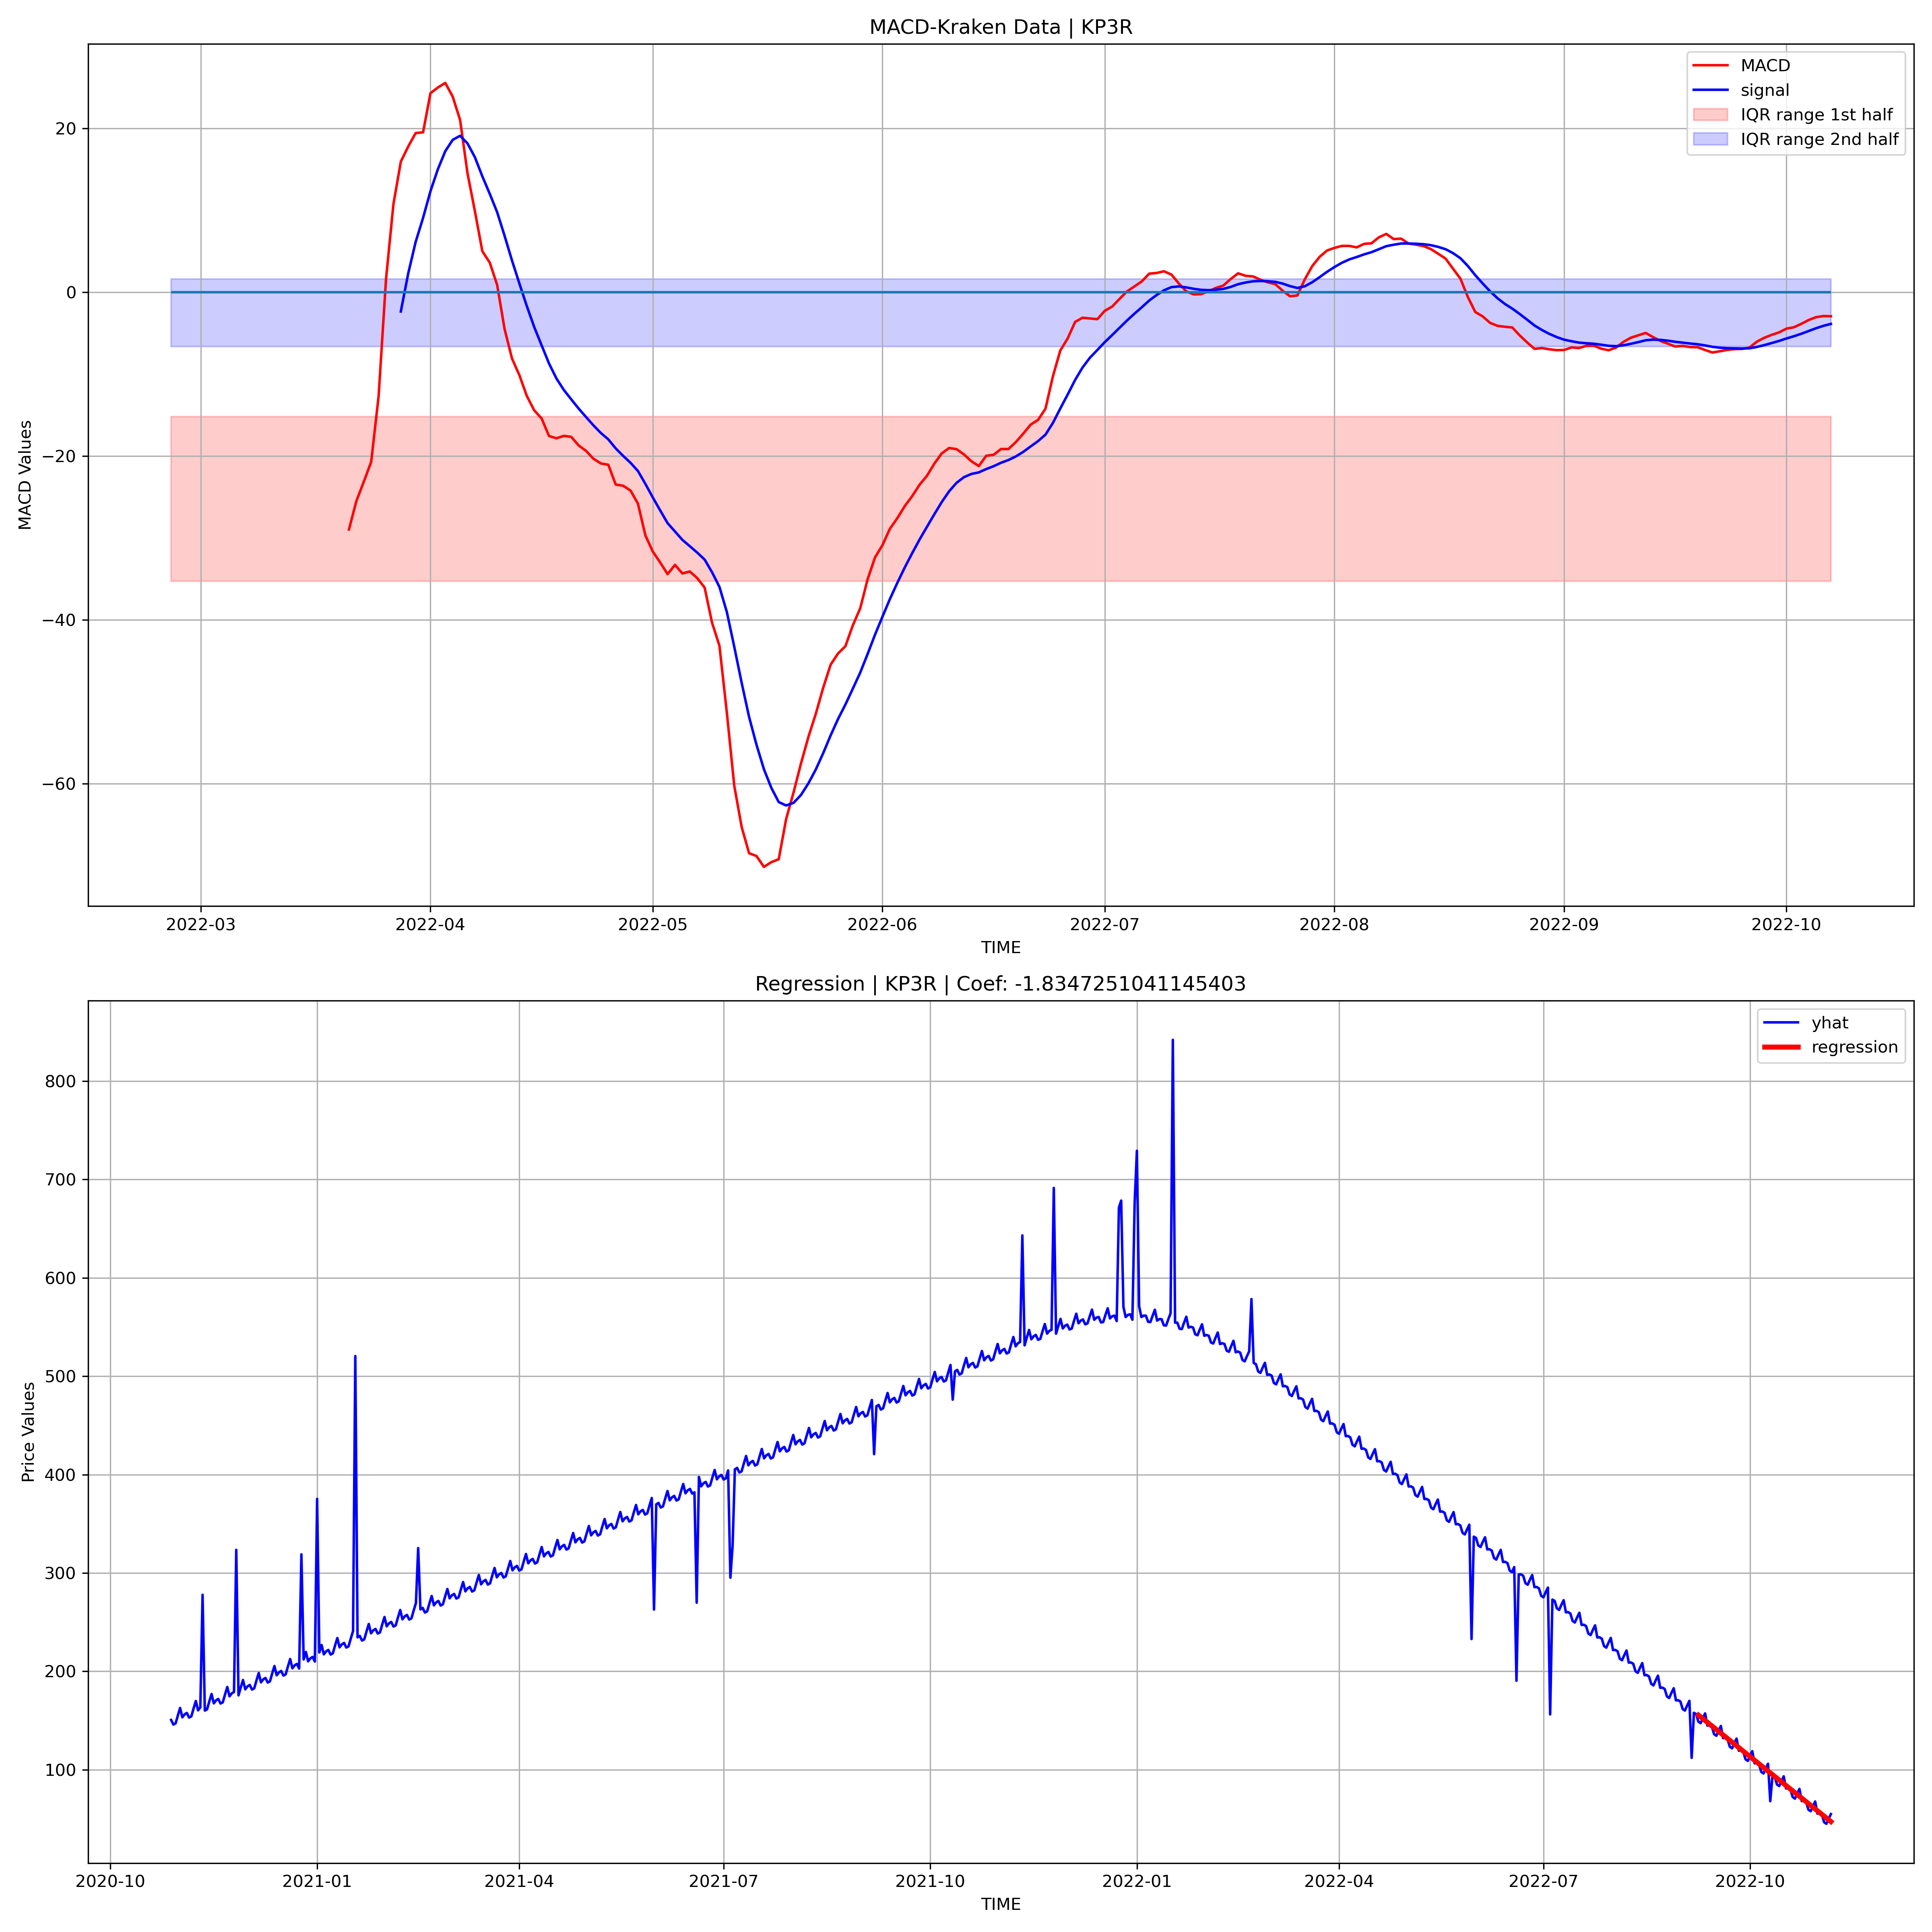 MACD-Kraken Data | KP3R
MACD
signal
IQR range 1st half
IQR range 2nd half
MACD Values
20
0
−20
−40
−60
2022-03 2022-04 2022-05 2022-06 2022-07 2022-08 2022-09 2022-10
TIME
Regression | KP3R | Coef: -1.8347251041145403
yhat
regression
Price Values
800
700
600
500
400
300
200
100
2020-10 2021-01 2021-04 2021-07 2021-10 2022-01 2022-04 2022-07 2022-10
TIME